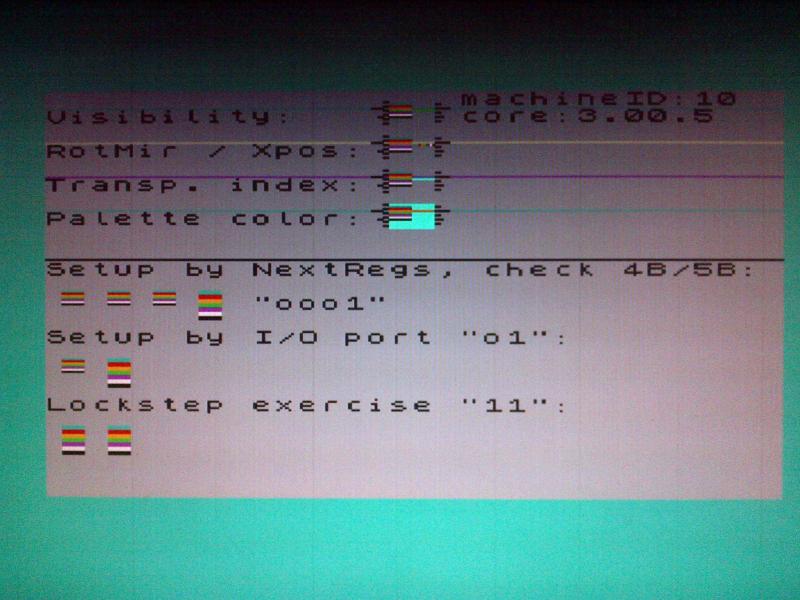 machineID:10
Visibility: core:3.00.5
RotMir / Xpos:
Transp. index:
Palette color:
Setup by NextRegs, check 4B/5B:
"ooo1"
Setup by I/O port "o1":
Lockstep exercise "11":